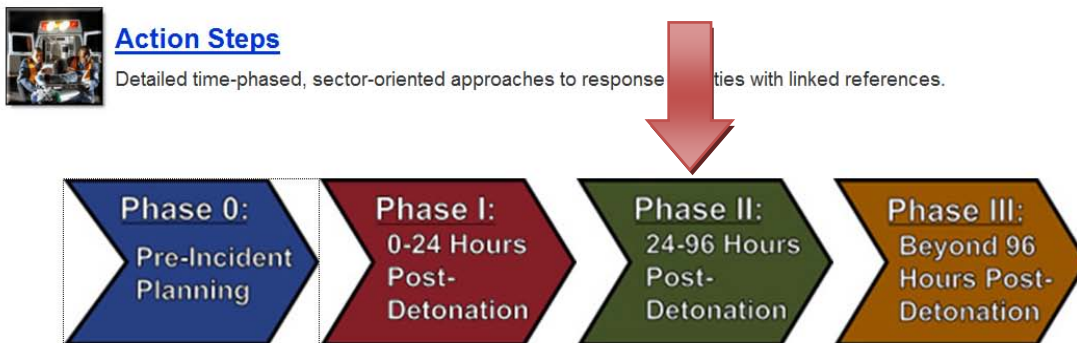 Action Steps
Detailed time-phased, sector-oriented approaches to response ties with linked references.
Phase 0:
Pre-Incident
Planning
Phase I:
0-24 Hours
Post-
Detonation
Phase II:
24-96 Hours
Post-
Detonation
Phase III:
Beyond 96
Hours Post-
Detonation